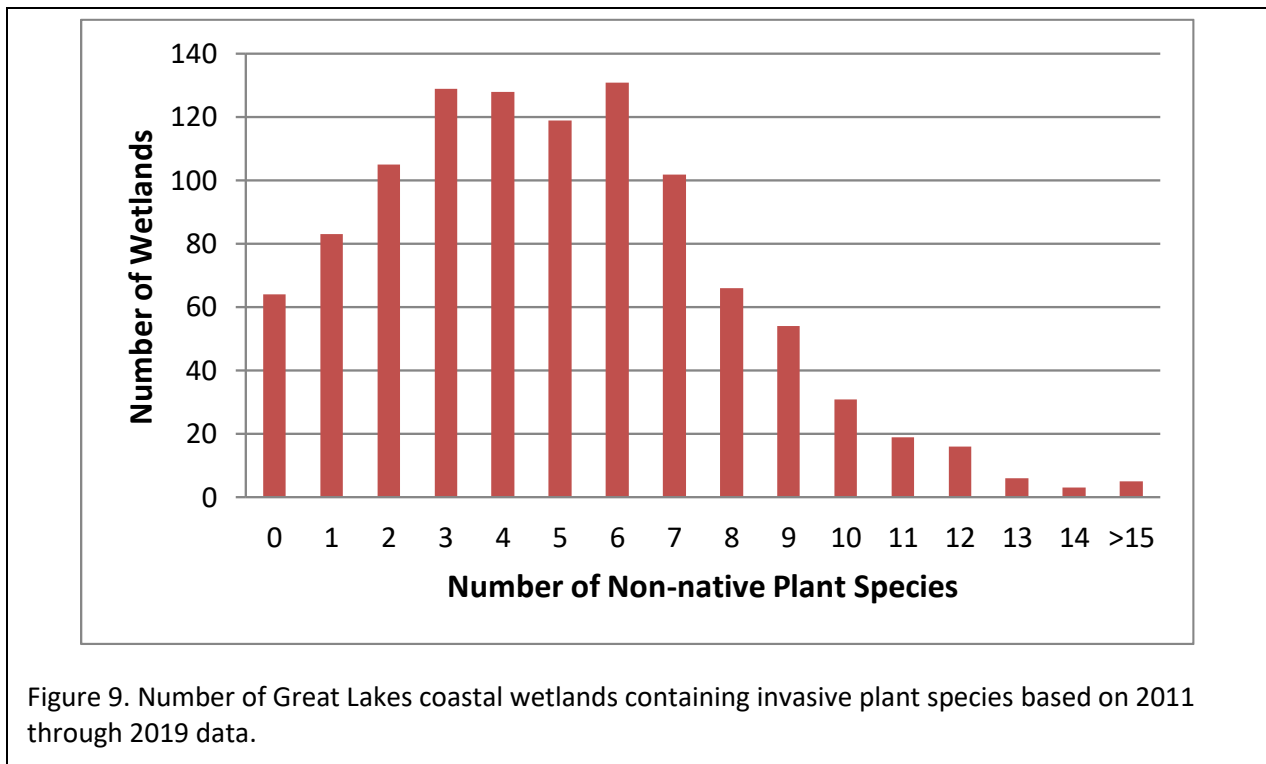 140
120
100
80
60
40
20
0
Number of Wetlands
0 1 2 3 4 5 6 7 8 9 10 11 12 13 14 >15
Number of Non-native Plant Species
Figure 9. Number of Great Lakes coastal wetlands containing invasive plant species based on 2011
through 2019 data.